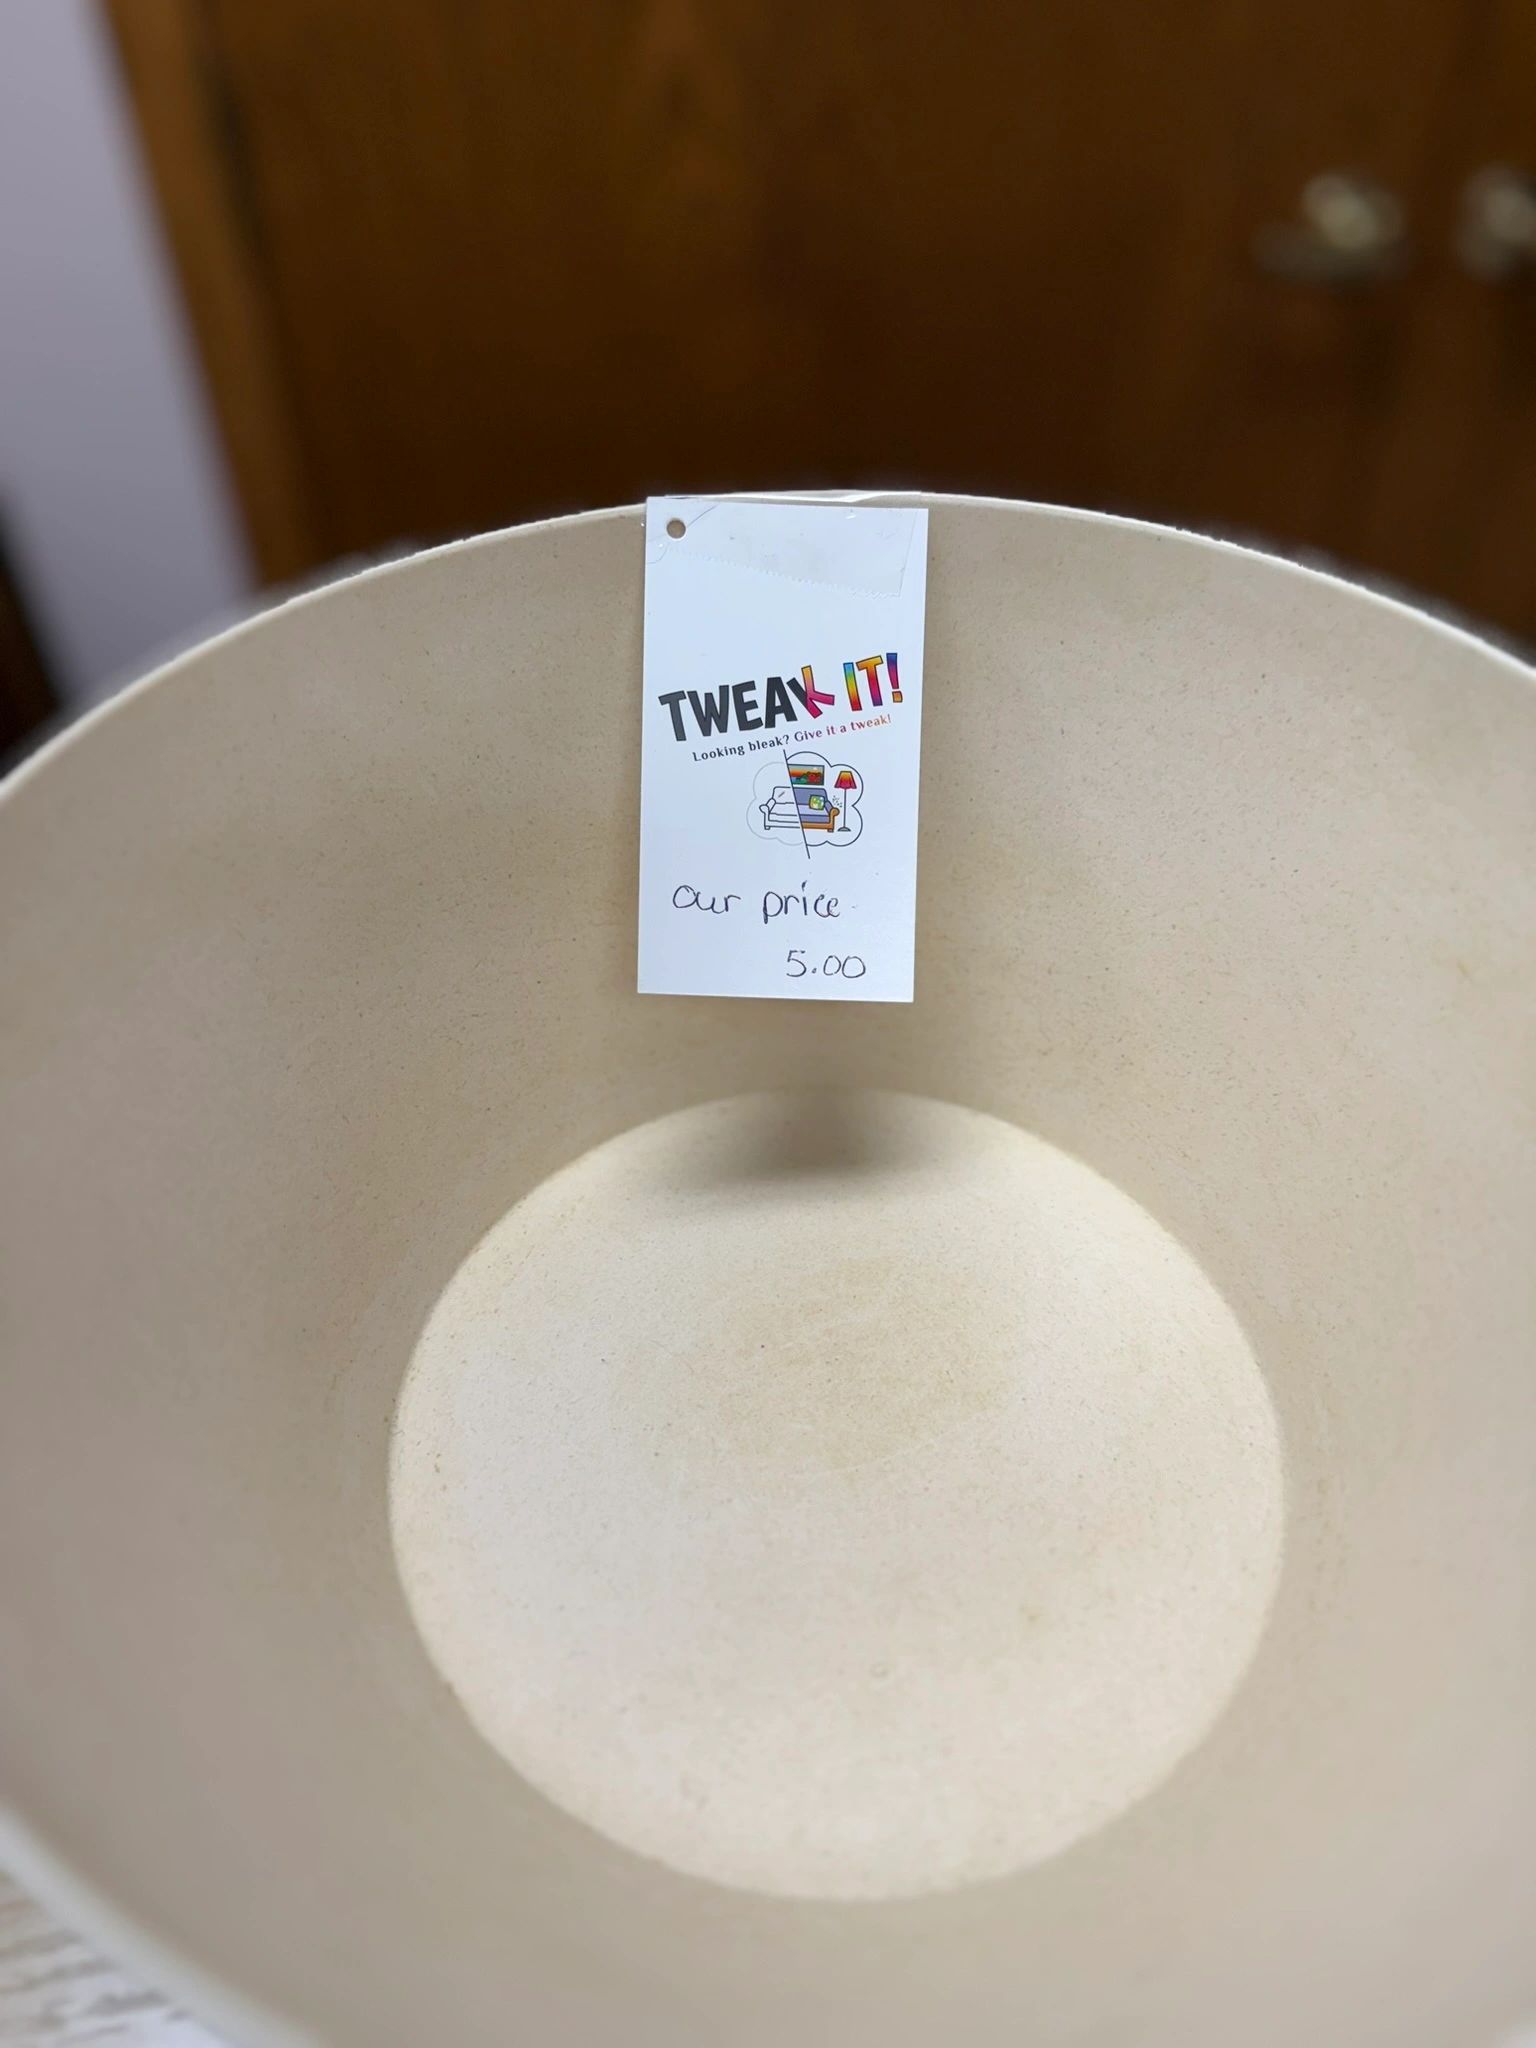 TWEAK IT!
Looking bleak? Give it a tweak!
our price
5.00